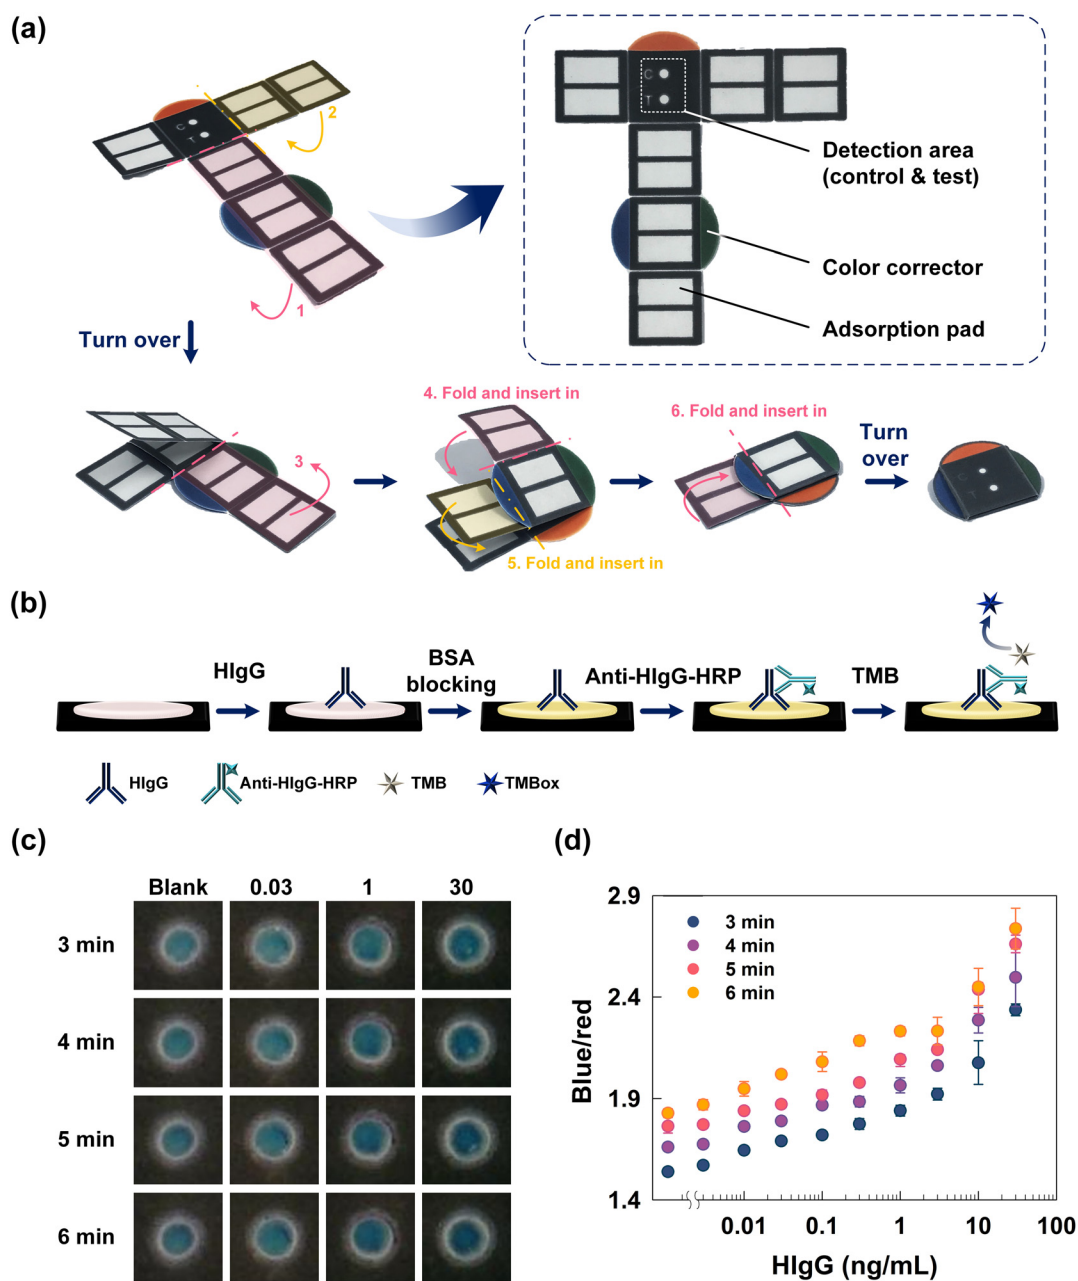 (a)
C
T
2
1
C
T
Detection area
(control & test)
Color corrector
Adsorption pad
Turn over
3
4. Fold and insert in
5. Fold and insert in
6. Fold and insert in
Turn
over
C
T
(b)
HIgG
BSA
blocking
Anti-HIgG-HRP
TMB
HIgG
Anti-HIgG-HRP
TMB
TMBox
(c)
Blank 0.03 1 30
3 min
4 min
5 min
6 min
(d)
Blue/red
2.9
2.4
1.9
1.4
3 min
4 min
5 min
6 min
0.01 0.1 1 10 100
HIgG (ng/mL)